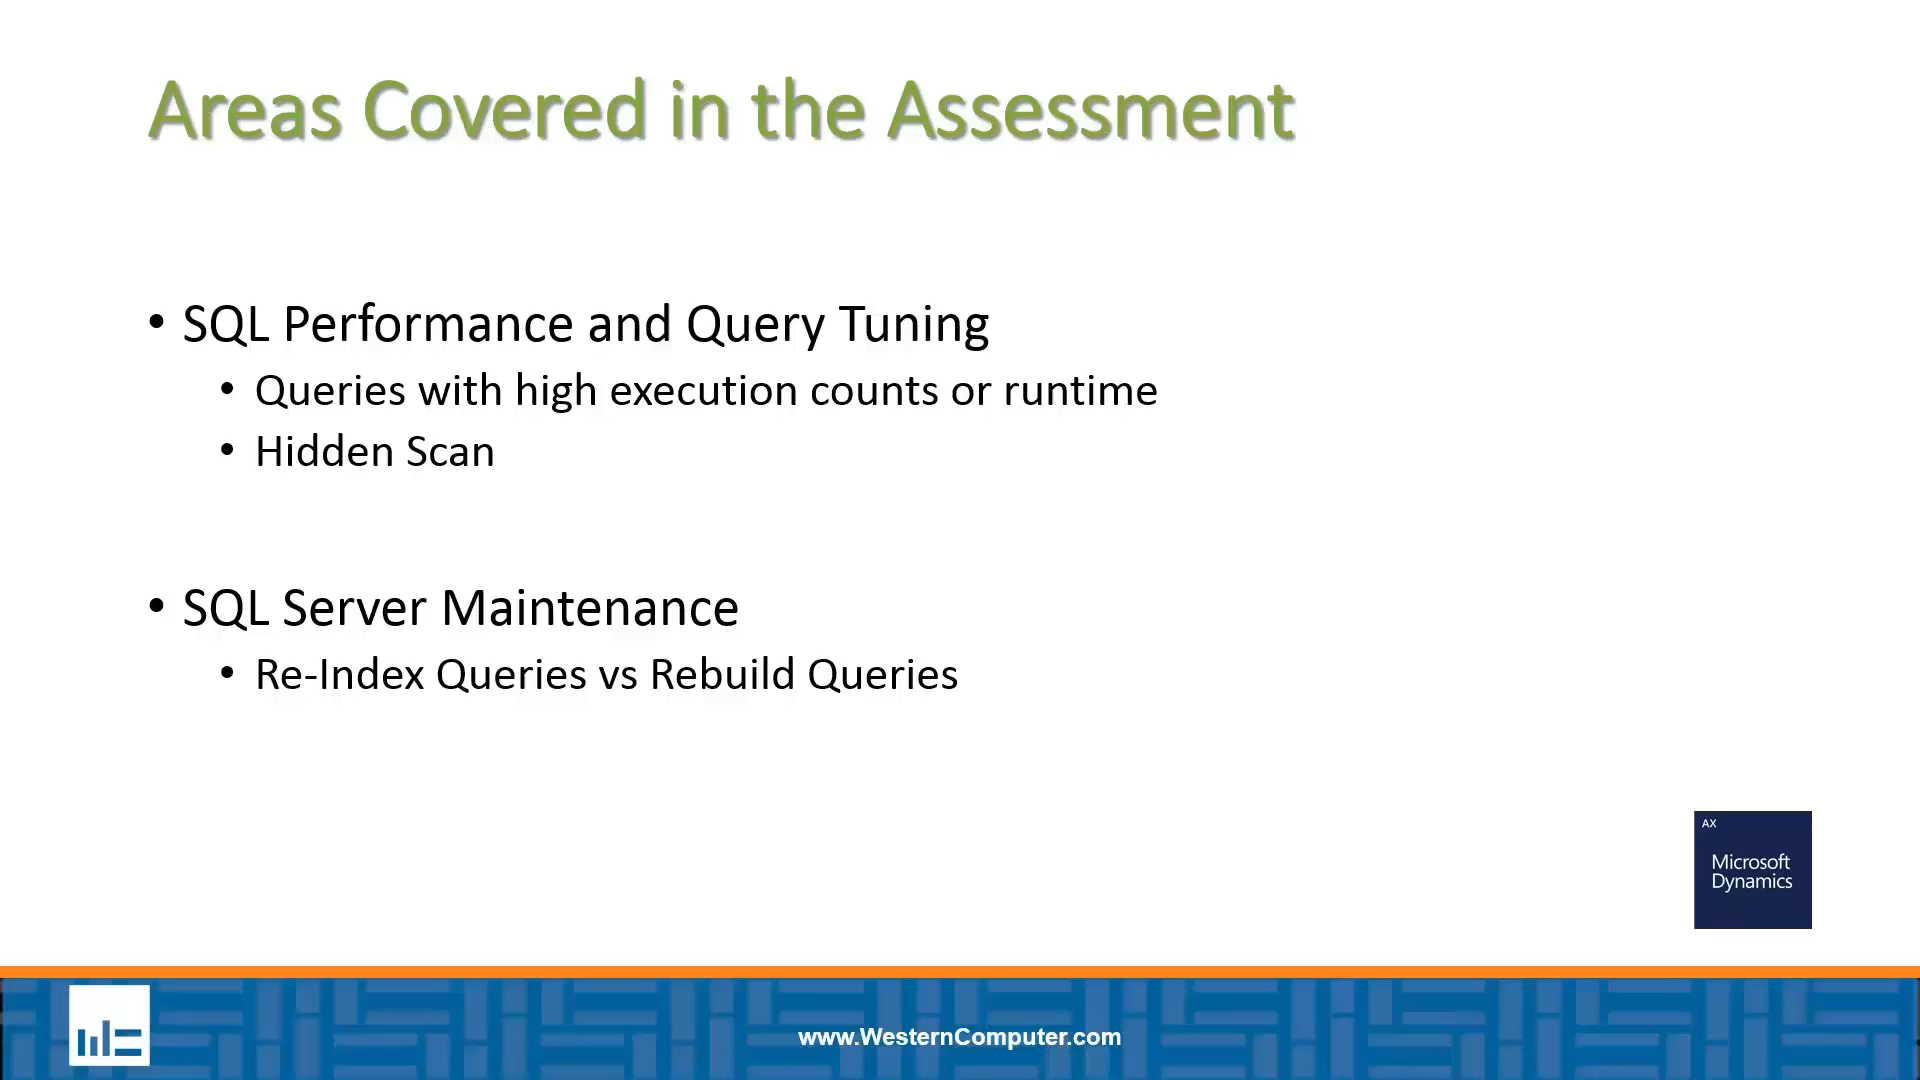 Areas Covered in the Assessment
• SQL Performance and Query Tuning
• Queries with high execution counts or runtime
• Hidden Scan
• SQL Server Maintenance
• Re-Index Queries vs Rebuild Queries
AX
Microsoft
Dynamics
www.WesternComputer.com